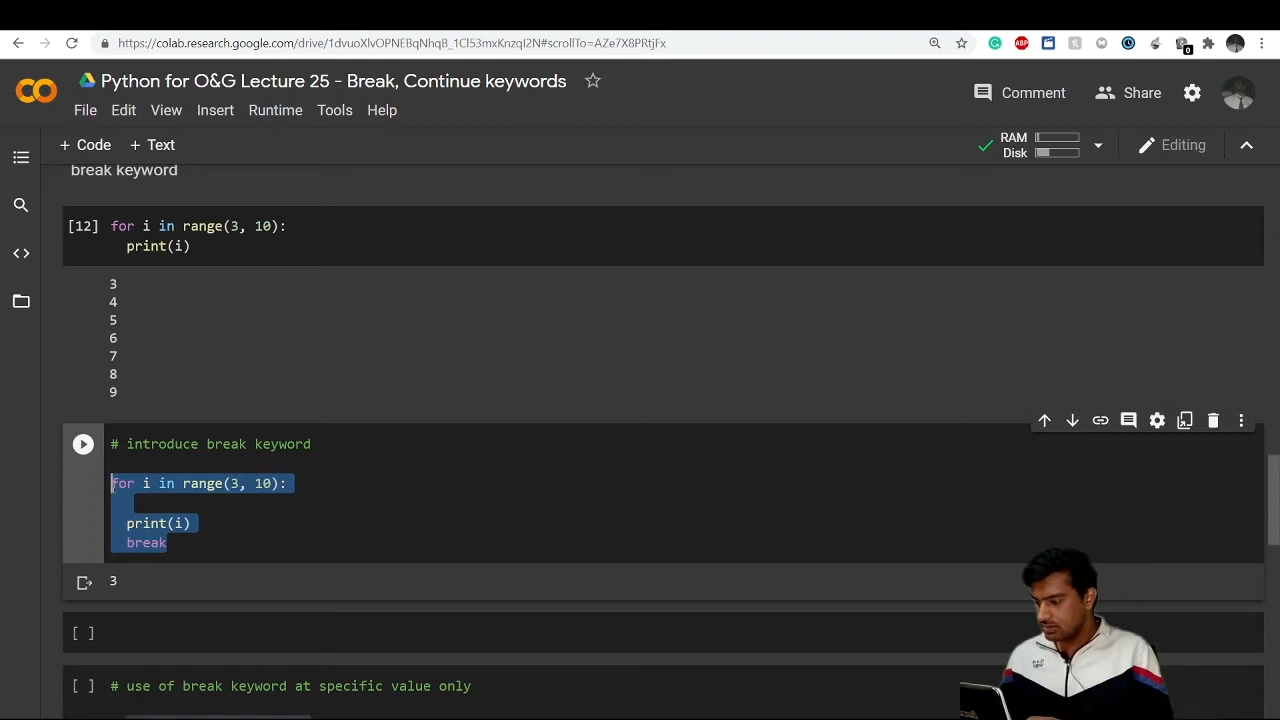 https://colab.research.google.com/drive/1dvuoXlvOPNEBqNhqB_1Cl53mxKnzqI2N#scrollTo=AZe7X8PRtjFx
Python for O&G Lecture 25 - Break, Continue keywords
File Edit View Insert Runtime Tools Help
Comment Share
+ Code + Text
RAM
Disk
Editing
break keyword
[12] for i in range(3, 10):
print(i)
3
4
5
6
7
8
9
# introduce break keyword
for i in range(3, 10):
print(i)
break
3
[ ]
[ ] # use of break keyword at specific value only